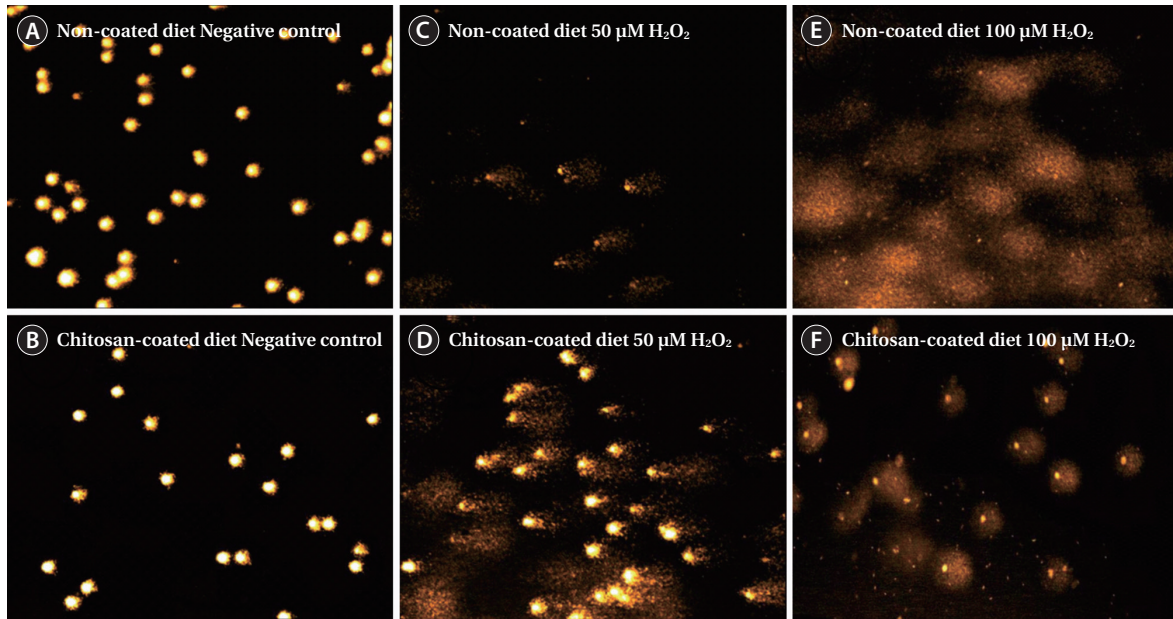 A Non-coated diet Negative control
C Non-coated diet 50 μM H₂O₂
E Non-coated diet 100 μM H₂O₂
B Chitosan-coated diet Negative control
D Chitosan-coated diet 50 μM H₂O₂
F Chitosan-coated diet 100 μM H₂O₂